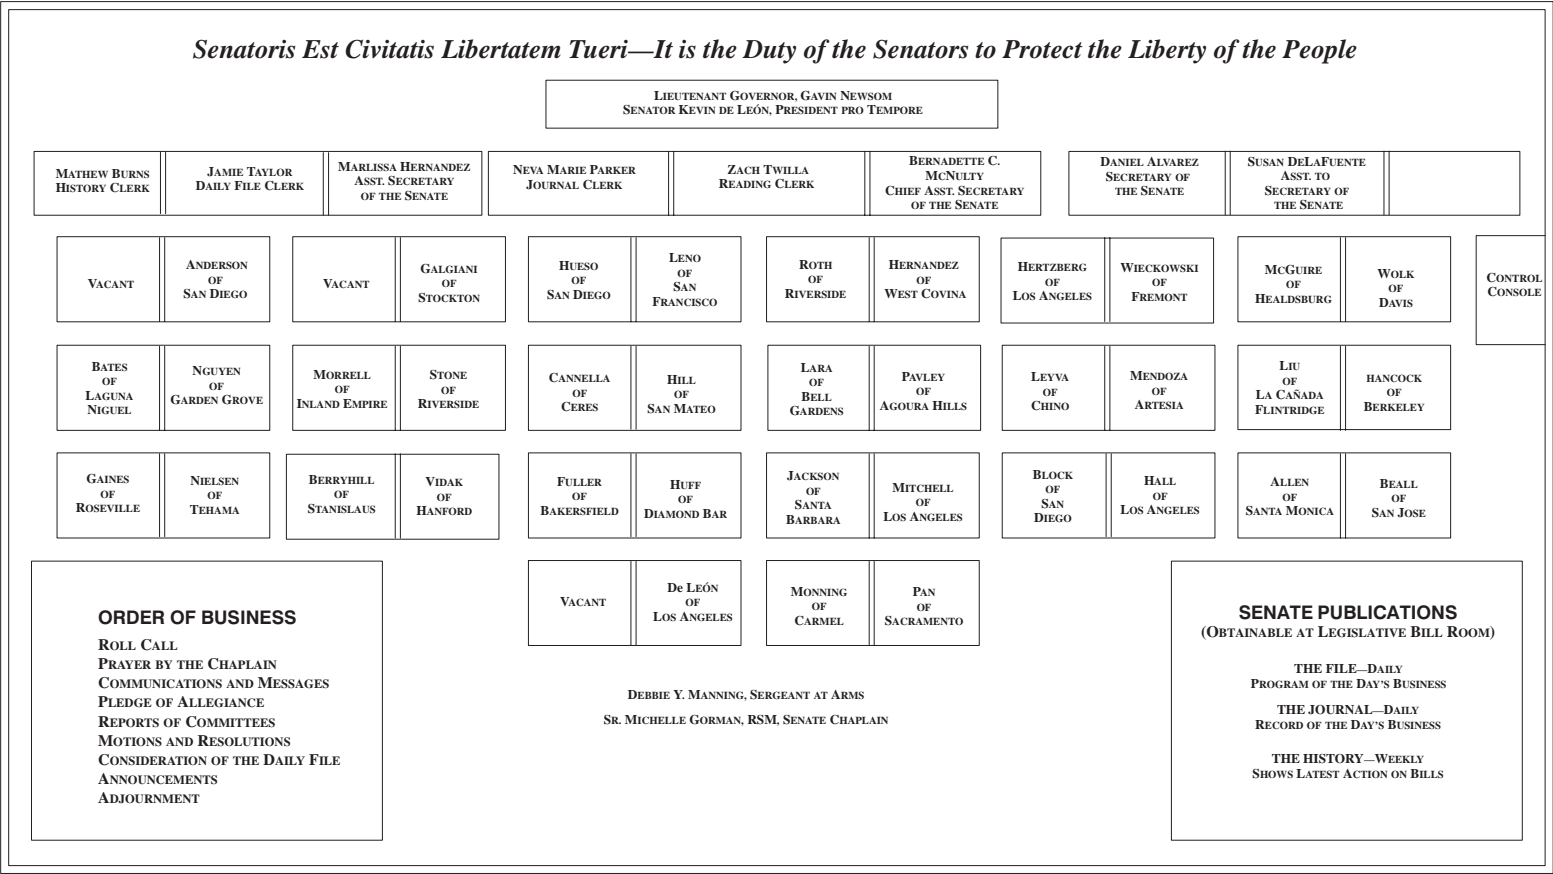 Senatoris Est Civitatis Libertatem Tueri—It is the Duty of the Senators to Protect the Liberty of the People
Lieutenant Governor, Gavin Newsom
Senator Kevin de León, President pro Tempore
Mathew Burns
History Clerk
Jamie Taylor
Daily File Clerk
Marlissa Hernandez
Asst. Secretary
of the Senate
Neva Marie Parker
Journal Clerk
Zach Twilla
Reading Clerk
Bernadette C.
McNulty
Chief Asst. Secretary
of the Senate
Daniel Alvarez
Secretary of
the Senate
Susan DeLaFuente
Asst. to
Secretary of
the Senate
Vacant
Anderson
of
San Diego
Vacant
Galgiani
of
Stockton
Hueso
of
San Diego
Leno
of
San
Francisco
Roth
of
Riverside
Hernandez
of
West Covina
Hertzberg
of
Los Angeles
Wieckowski
of
Fremont
McGuire
of
Healdsburg
Wolk
of
Davis
Control
Console
Bates
of
Laguna
Niguel
Nguyen
of
Garden Grove
Morrell
of
Inland Empire
Stone
of
Riverside
Cannella
of
Ceres
Hill
of
San Mateo
Lara
of
Bell
Gardens
Pavley
of
Agoura Hills
Leyva
of
Chino
Mendoza
of
Artesia
Liu
of
La Cañada
Flintridge
hancock
of
Berkeley
Gaines
of
Roseville
Nielsen
of
Tehama
Berryhill
of
Stanislaus
Vidak
of
Hanford
Fuller
of
Bakersfield
Huff
of
Diamond Bar
Jackson
of
Santa
Barbara
Mitchell
of
Los Angeles
Block
of
San
Diego
Hall
of
Los Angeles
Allen
of
Santa Monica
Beall
of
San Jose
Vacant
De León
of
Los Angeles
Monning
of
Carmel
Pan
of
Sacramento
ORDER OF BUSINESS
Roll Call
Prayer by the Chaplain
Communications and Messages
Pledge of Allegiance
Reports of Committees
Motions and Resolutions
Consideration of the Daily File
Announcements
Adjournment
Debbie Y. Manning, Sergeant at Arms
Sr. Michelle Gorman, RSM, Senate Chaplain
SENATE PUBLICATIONS
(Obtainable at Legislative Bill Room)
THE FILE—Daily
Program of the Day's Business
THE JOURNAL—Daily
Record of the Day's Business
THE HISTORY—Weekly
Shows Latest Action on Bills